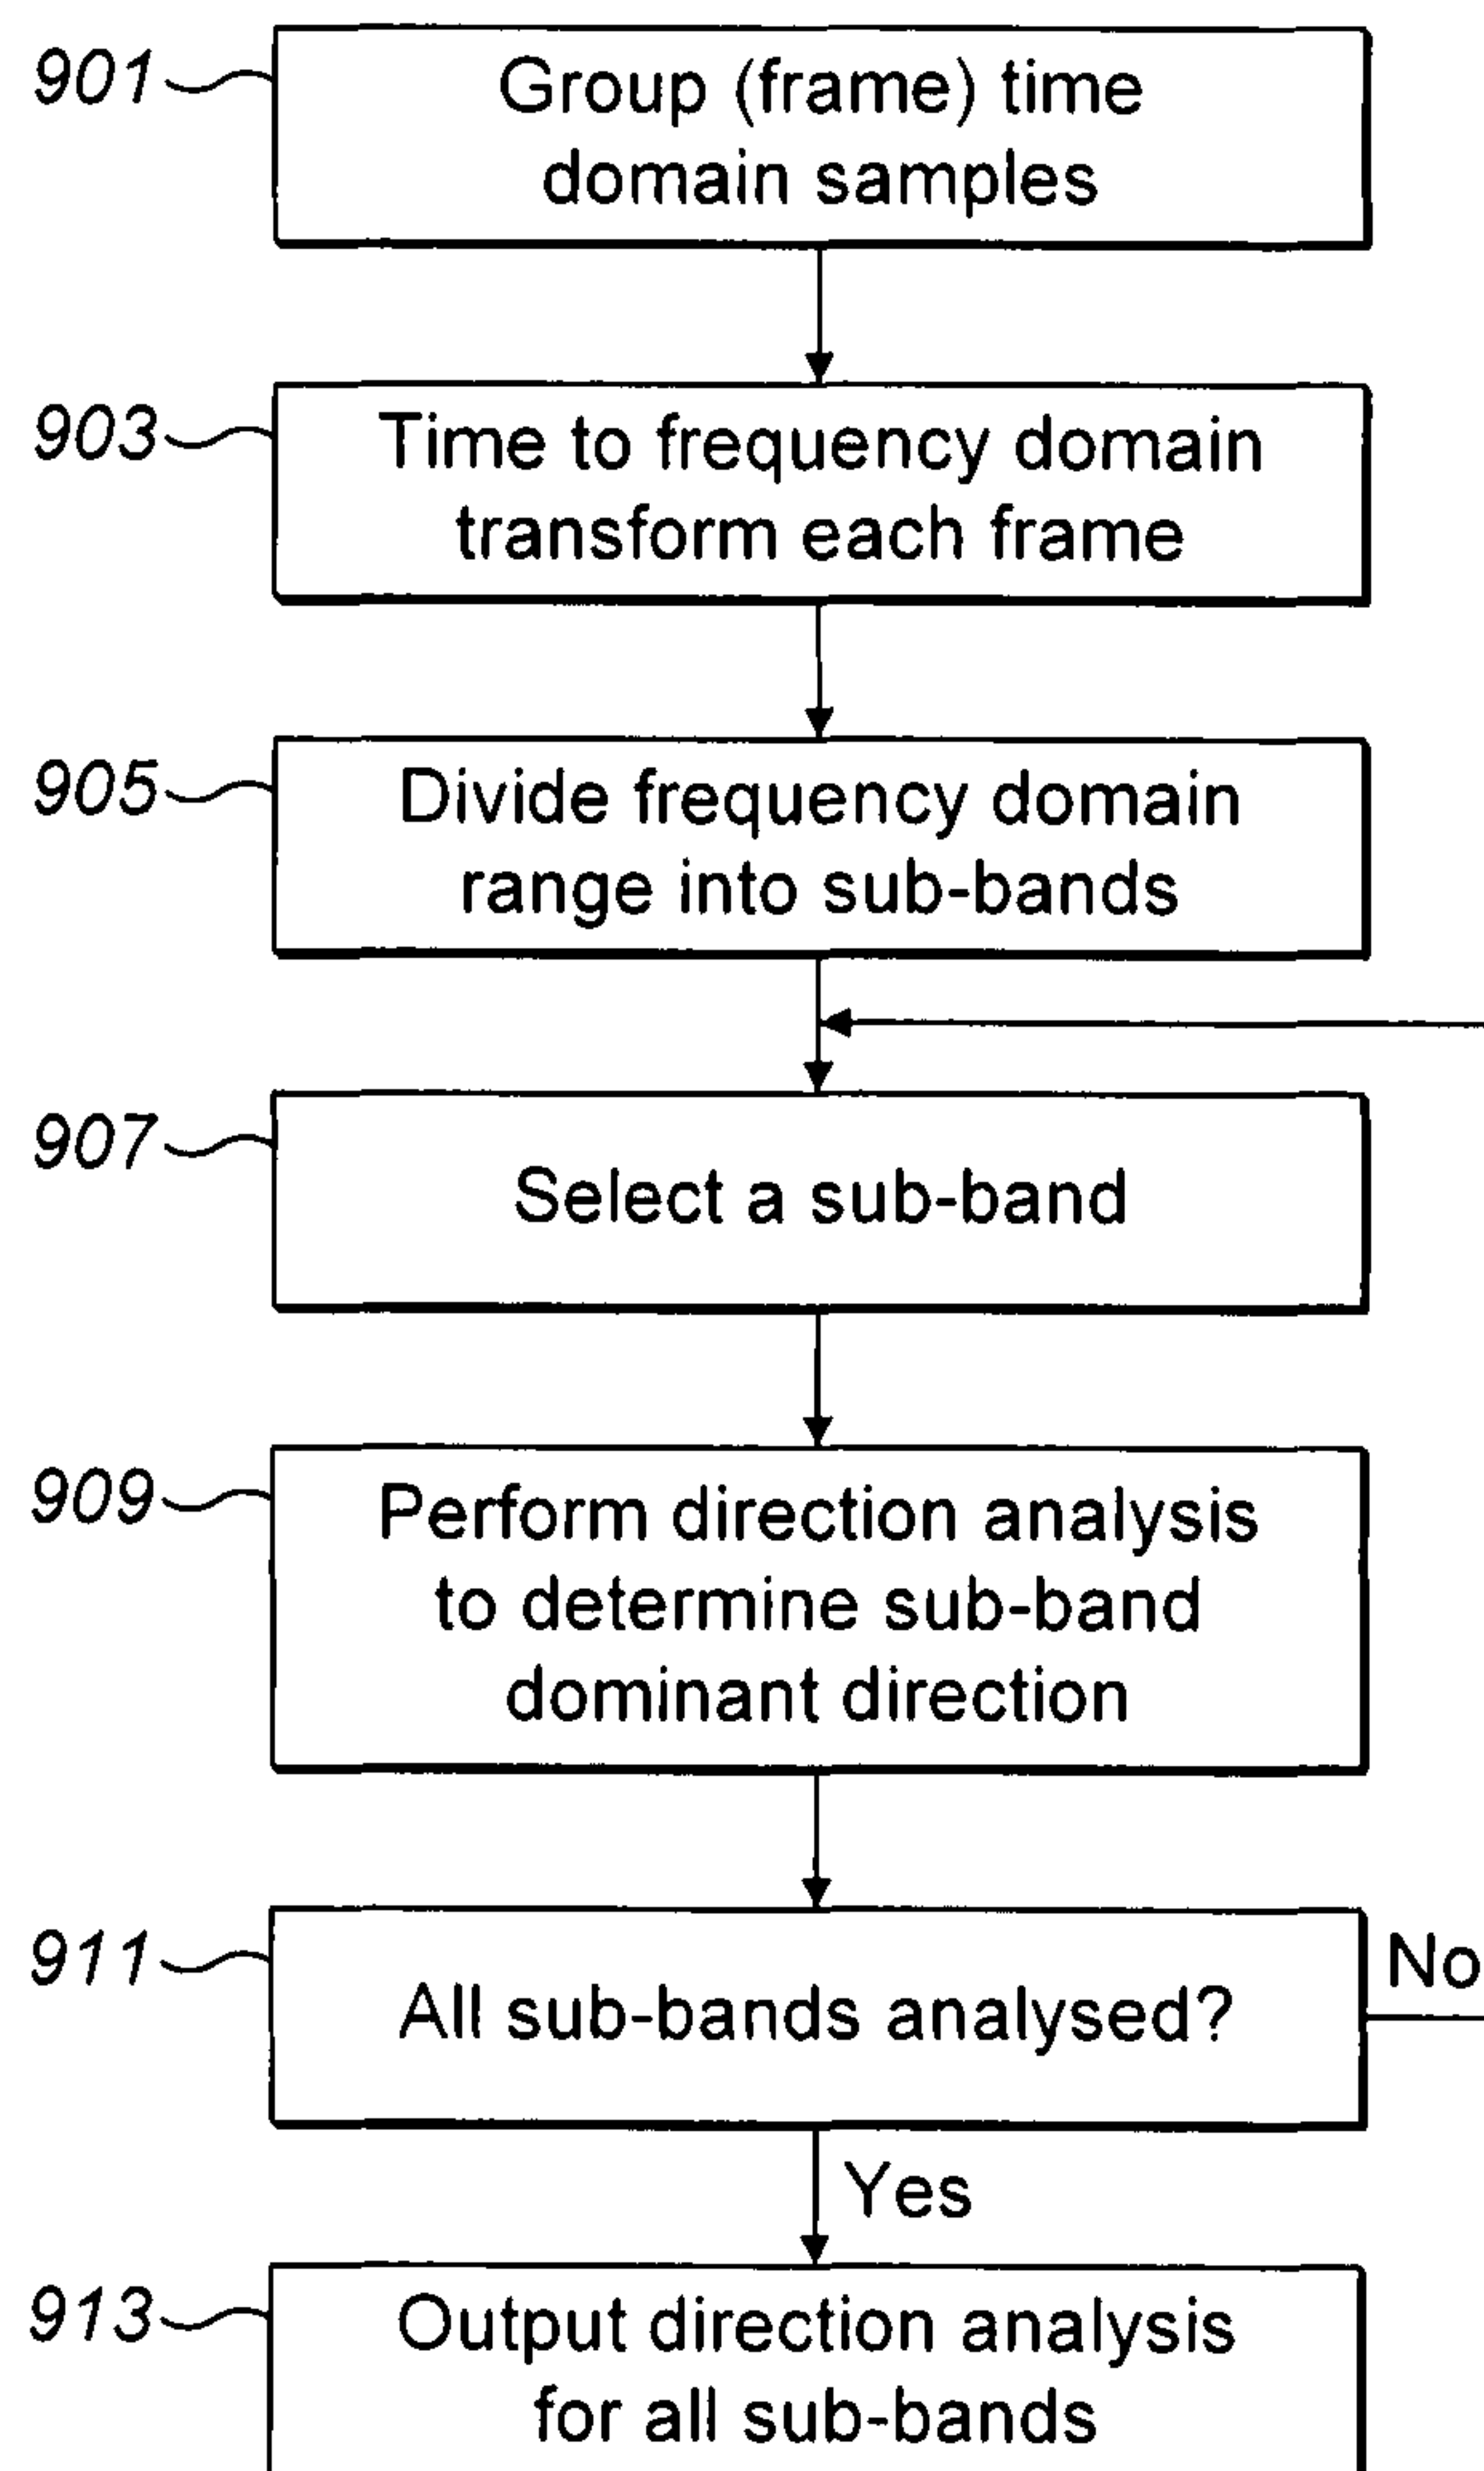 901
Group (frame) time
domain samples
903
Time to frequency domain
transform each frame
905
Divide frequency domain
range into sub-bands
907
Select a sub-band
909
Perform direction analysis
to determine sub-band
dominant direction
911
All sub-bands analysed?
No
Yes
913
Output direction analysis
for all sub-bands